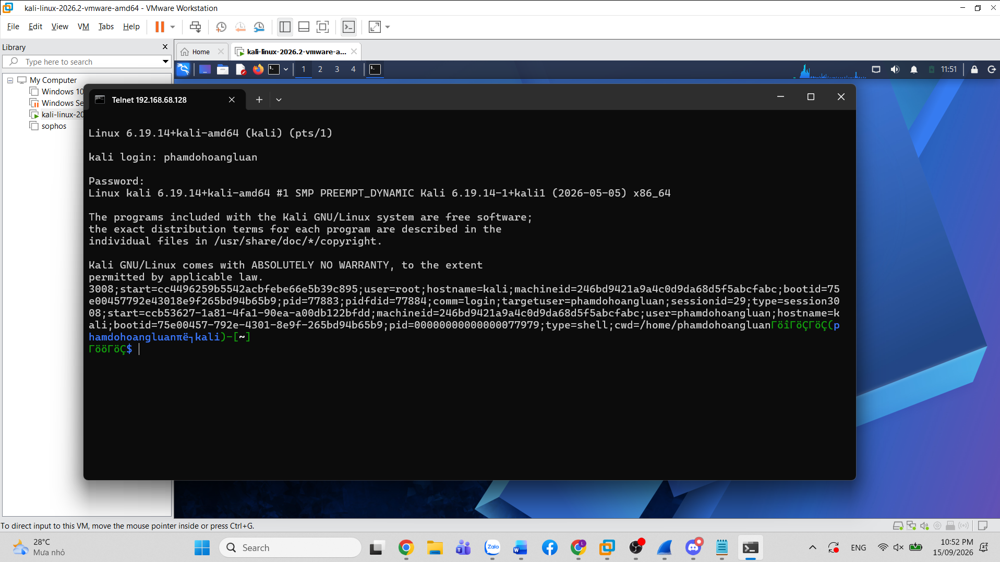 kali-linux-2026.2-vmware-amd64 - VMware Workstation
File Edit View VM Tabs Help
Library
Type here to search
Home
kali-linux-2026.2-vmware-a...
1 2 3 4
11:51
My Computer
Windows 10
Windows Se
kali-linux-20
sophos
Telnet 192.168.68.128
Linux 6.19.14+kali-amd64 (kali) (pts/1)
kali login: phamdohoangluan
Password:
Linux kali 6.19.14+kali-amd64 #1 SMP PREEMPT_DYNAMIC Kali 6.19.14-1+kali1 (2026-05-05) x86_64
The programs included with the Kali GNU/Linux system are free software;
the exact distribution terms for each program are described in the
individual files in /usr/share/doc/*/copyright.
Kali GNU/Linux comes with ABSOLUTELY NO WARRANTY, to the extent
permitted by applicable law.
3008;start=cc4496259b5542acbfebe66e5b39c895;user=root;hostname=kali;machineid=246bd9421a9a4c0d9da68d5f5abcfabc;bootid=75
e00457792e43018e9f265bd94b65b9;pid=77883;pidfdid=77884;comm=login;targetuser=phamdohoangluan;sessionid=29;type=session30
08;start=ccb53627-1a81-4fa1-90ea-a00db122bfdd;machineid=246bd9421a9a4c0d9da68d5f5abcfabc;user=phamdohoangluan;hostname=k
ali;bootid=75e00457-792e-4301-8e9f-265bd94b65b9;pid=00000000000000077979;type=shell;cwd=/home/phamdohoangluanΓöîΓöÇΓöÇ(p
hamdohoangluanπë┐kali)-[~]
ΓööΓöÇ$
To direct input to this VM, move the mouse pointer inside or press Ctrl+G.
28°C
Mưa nhỏ
Search
Zalo
ENG
10:52 PM
15/09/2026